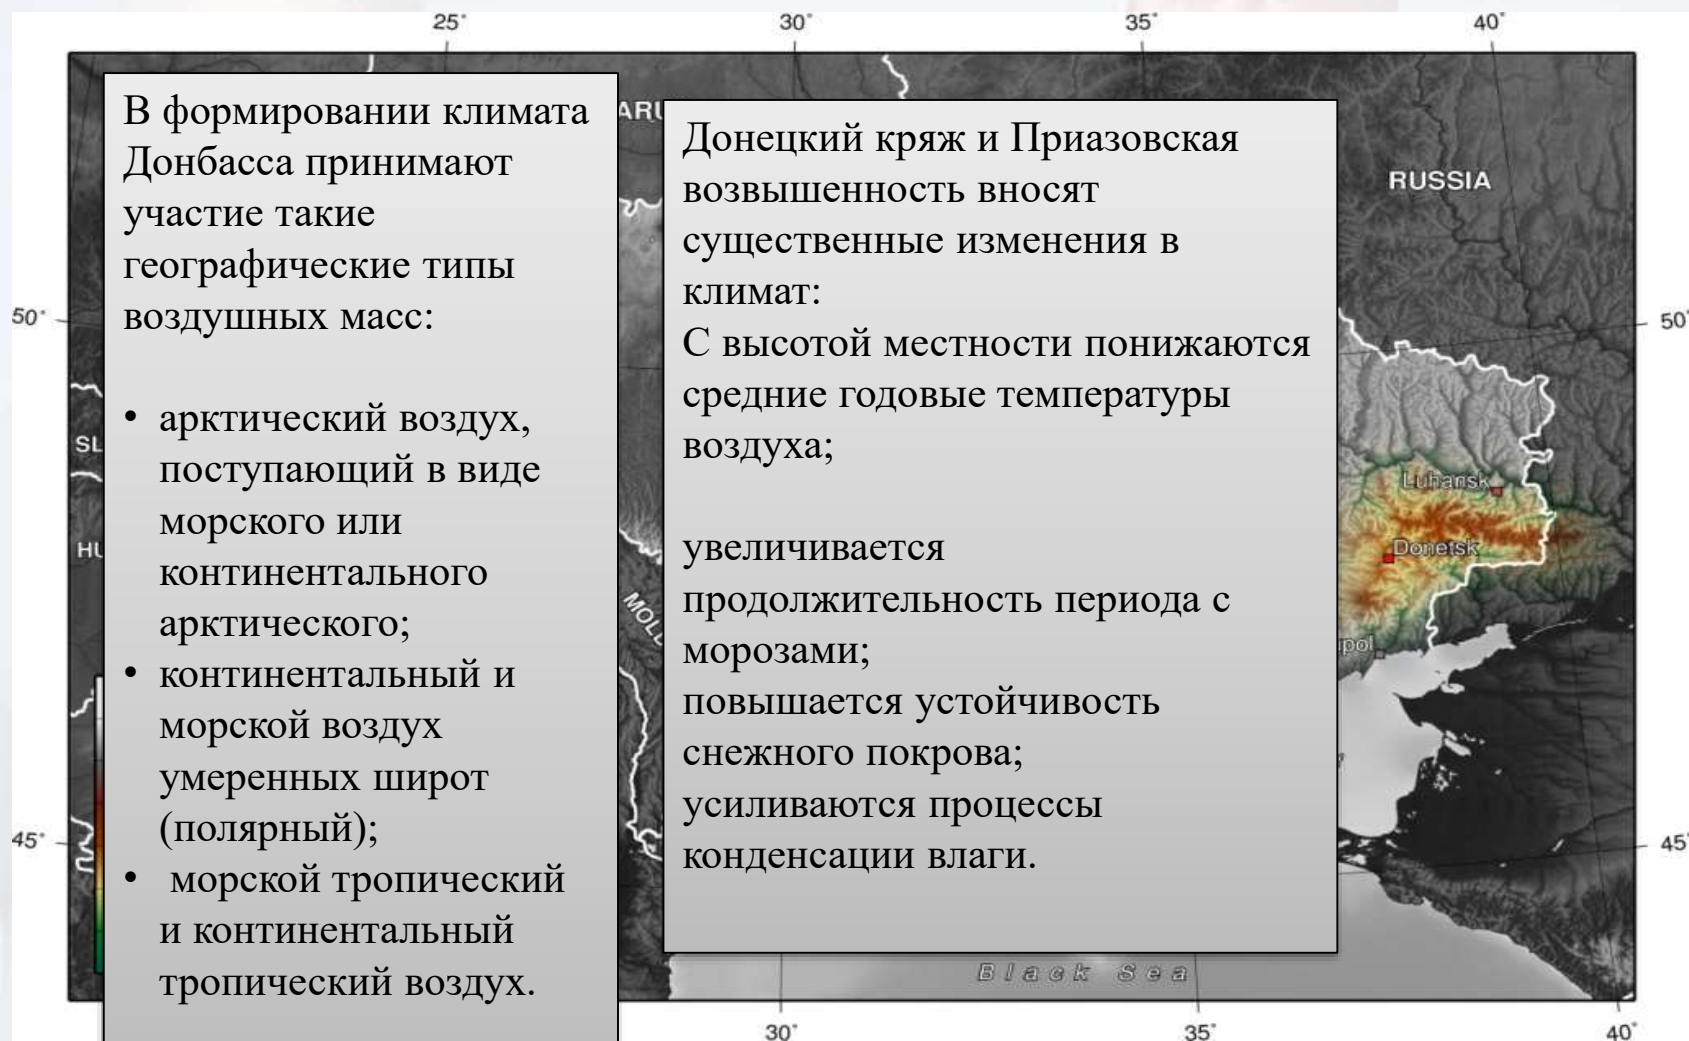 25°
30°
35°
40°
В формировании климата
Донбасса принимают
участие такие
географические типы
воздушных масс:
• арктический воздух,
поступающий в виде
морского или
континентального
арктического;
• континентальный и
морской воздух
умеренных широт
(полярный);
• морской тропический
и континентальный
тропический воздух.
Донецкий кряж и Приазовская
возвышенность вносят
существенные изменения в
климат:
С высотой местности понижаются
средние годовые температуры
воздуха;
увеличивается
продолжительность периода с
морозами;
повышается устойчивость
снежного покрова;
усиливаются процессы
конденсации влаги.
RUSSIA
50°
50°
Luhansk
Donetsk
45°
45°
Black Sea
30°
35°
40°